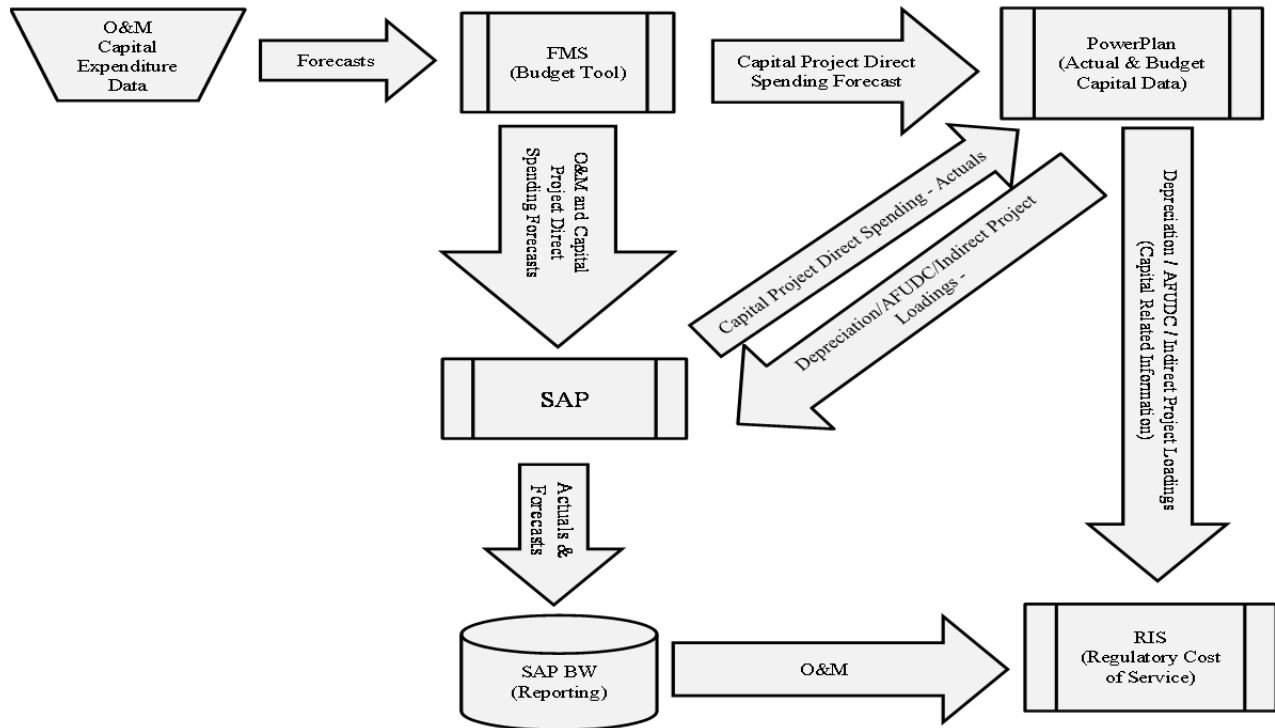 O&M
Capital
Expenditure
Data
Forecasts
FMS
(Budget Tool)
Capital Project Direct
Spending Forecast
PowerPlan
(Actual & Budget
Capital Data)
O&M and Capital
Project Direct
Spending Forecasts
Capital Project Direct Spending - Actuals
Depreciation/AFUDC/Indirect Project
Loadings -
Depreciation / AFUDC / Indirect Project Loadings
(Capital Related Information)
SAP
Actuals &
Forecasts
SAP BW
(Reporting)
O&M
RIS
(Regulatory Cost
of Service)